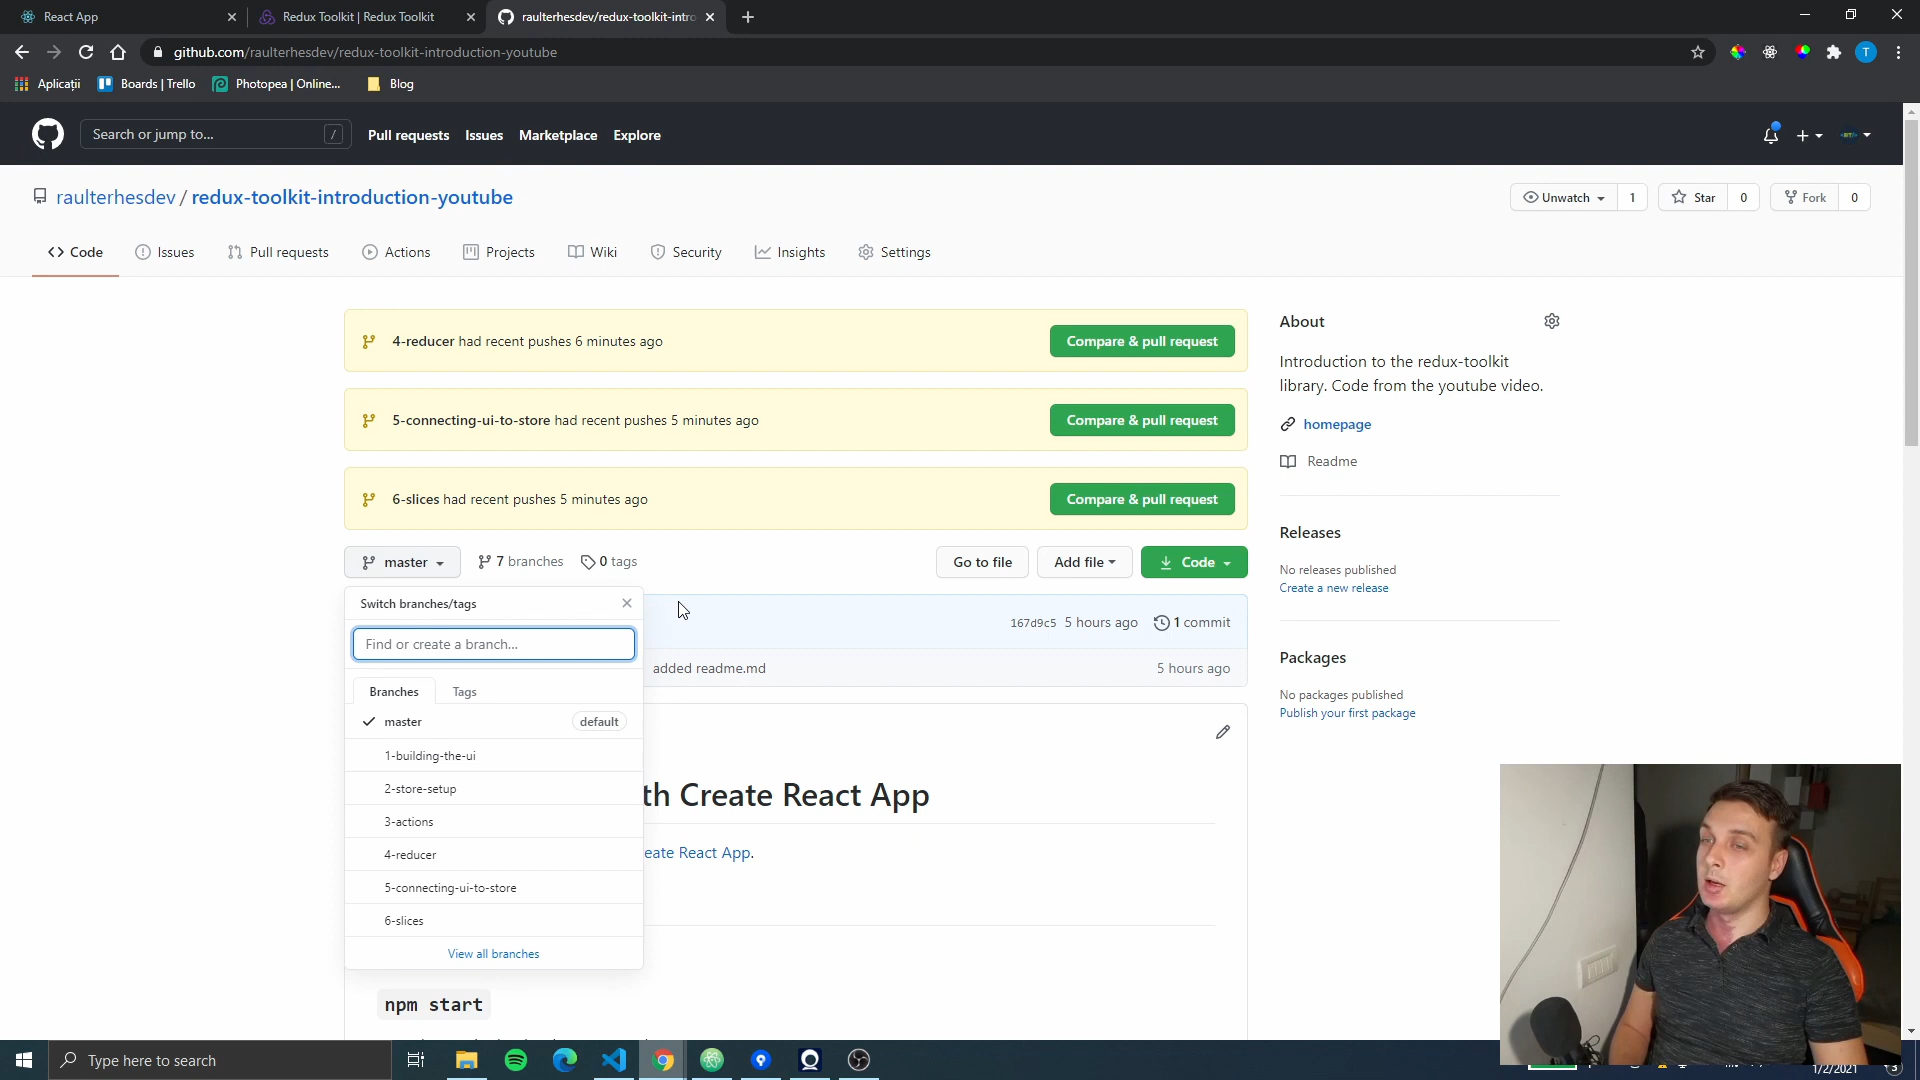 React App
Redux Toolkit | Redux Toolkit
raulterhesdev/redux-toolkit-intro
github.com/raulterhesdev/redux-toolkit-introduction-youtube
T
Aplicații
Boards | Trello
Photopea | Online...
Blog
Search or jump to...
/
Pull requests
Issues
Marketplace
Explore
raulterhesdev / redux-toolkit-introduction-youtube
Unwatch
1
Star
0
Fork
0
Code
Issues
Pull requests
Actions
Projects
Wiki
Security
Insights
Settings
4-reducer had recent pushes 6 minutes ago
Compare & pull request
5-connecting-ui-to-store had recent pushes 5 minutes ago
Compare & pull request
6-slices had recent pushes 5 minutes ago
Compare & pull request
master
7 branches
0 tags
Go to file
Add file
Code
Switch branches/tags
Find or create a branch...
Branches
Tags
master
default
1-building-the-ui
2-store-setup
3-actions
4-reducer
5-connecting-ui-to-store
6-slices
View all branches
167d9c5
5 hours ago
1 commit
added readme.md
5 hours ago
th Create React App
eate React App.
npm start
About
Introduction to the redux-toolkit
library. Code from the youtube video.
homepage
Readme
Releases
No releases published
Create a new release
Packages
No packages published
Publish your first package
Type here to search
1/2/2021
3